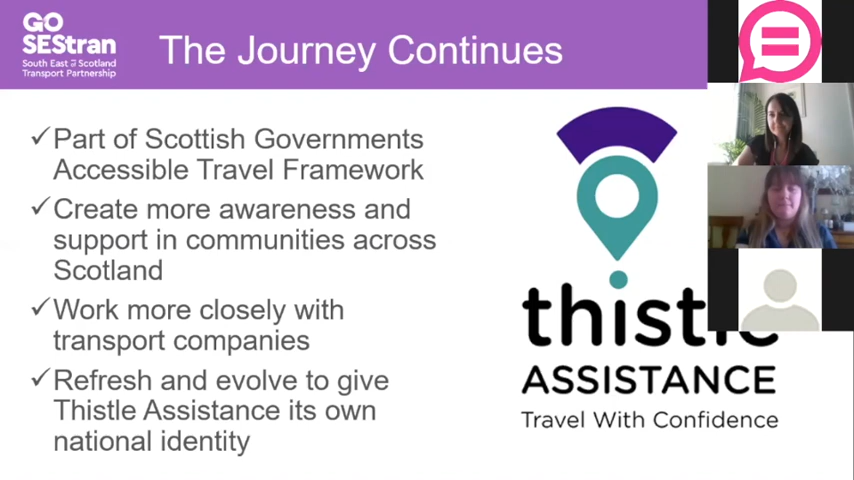 GO
SEStran
South East of Scotland
Transport Partnership
The Journey Continues
✓Part of Scottish Governments
Accessible Travel Framework
✓Create more awareness and
support in communities across
Scotland
✓Work more closely with
transport companies
✓Refresh and evolve to give
Thistle Assistance its own
national identity
thistle
ASSISTANCE
Travel With Confidence